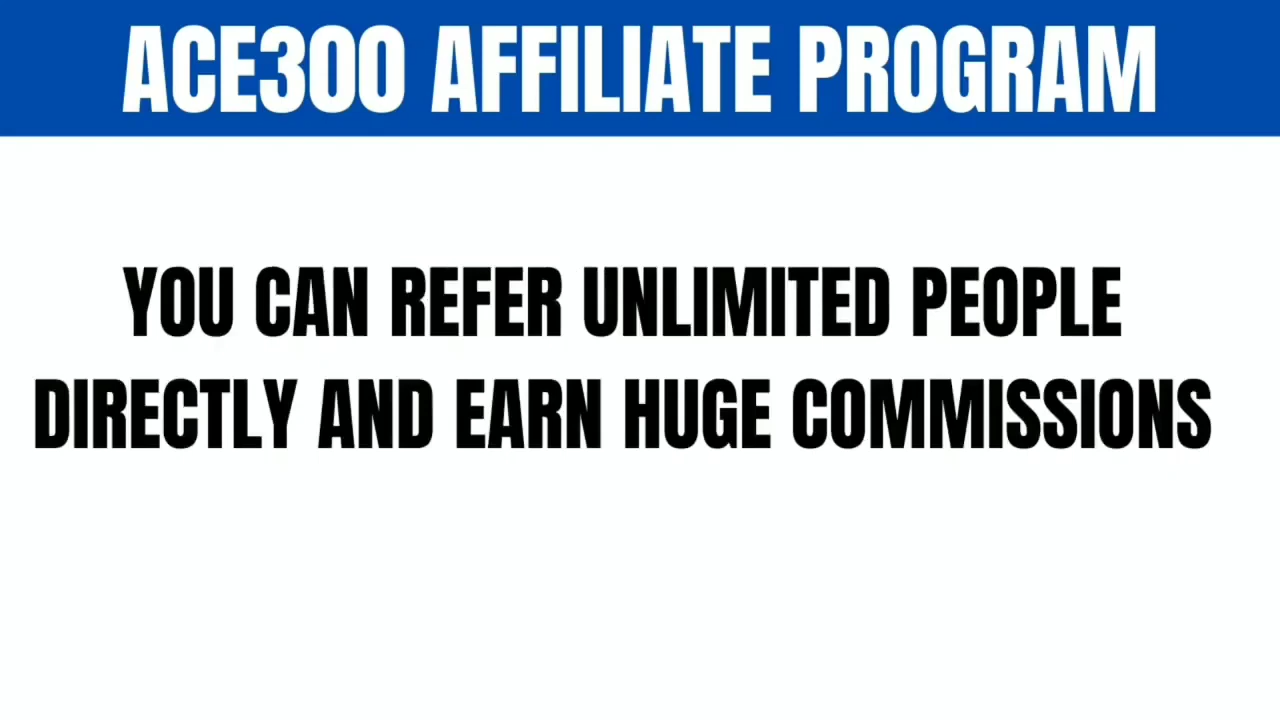 ACE300 AFFILIATE PROGRAM
YOU CAN REFER UNLIMITED PEOPLE
DIRECTLY AND EARN HUGE COMMISSIONS